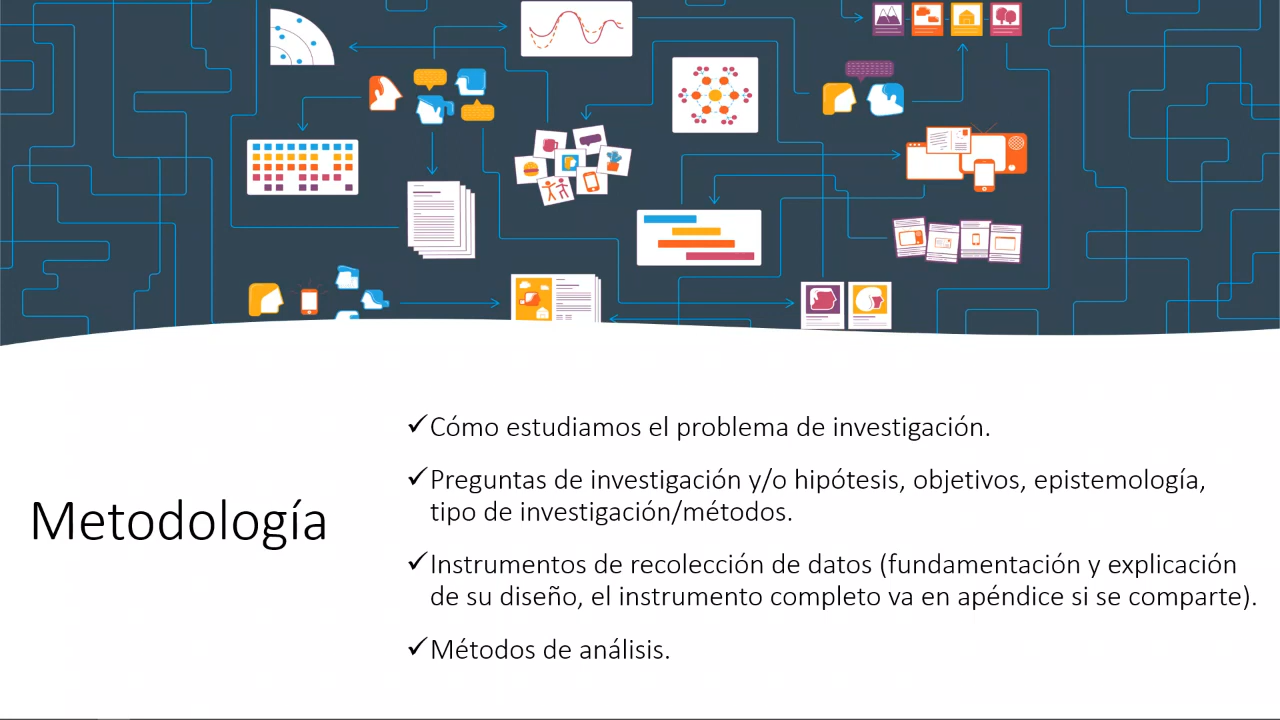 Metodología
✓Cómo estudiamos el problema de investigación.
✓Preguntas de investigación y/o hipótesis, objetivos, epistemología,
tipo de investigación/métodos.
✓Instrumentos de recolección de datos (fundamentación y explicación
de su diseño, el instrumento completo va en apéndice si se comparte).
✓Métodos de análisis.